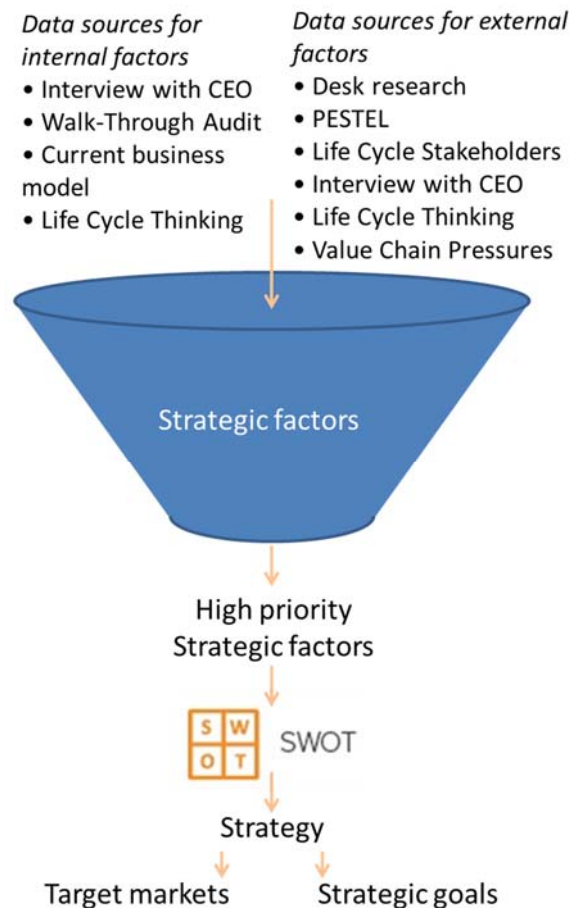 Data sources for
internal factors
• Interview with CEO
• Walk-Through Audit
• Current business
model
• Life Cycle Thinking
Data sources for external
factors
• Desk research
• PESTEL
• Life Cycle Stakeholders
• Interview with CEO
• Life Cycle Thinking
• Value Chain Pressures
Strategic factors
High priority
Strategic factors
S W
O T
SWOT
Strategy
Target markets
Strategic goals